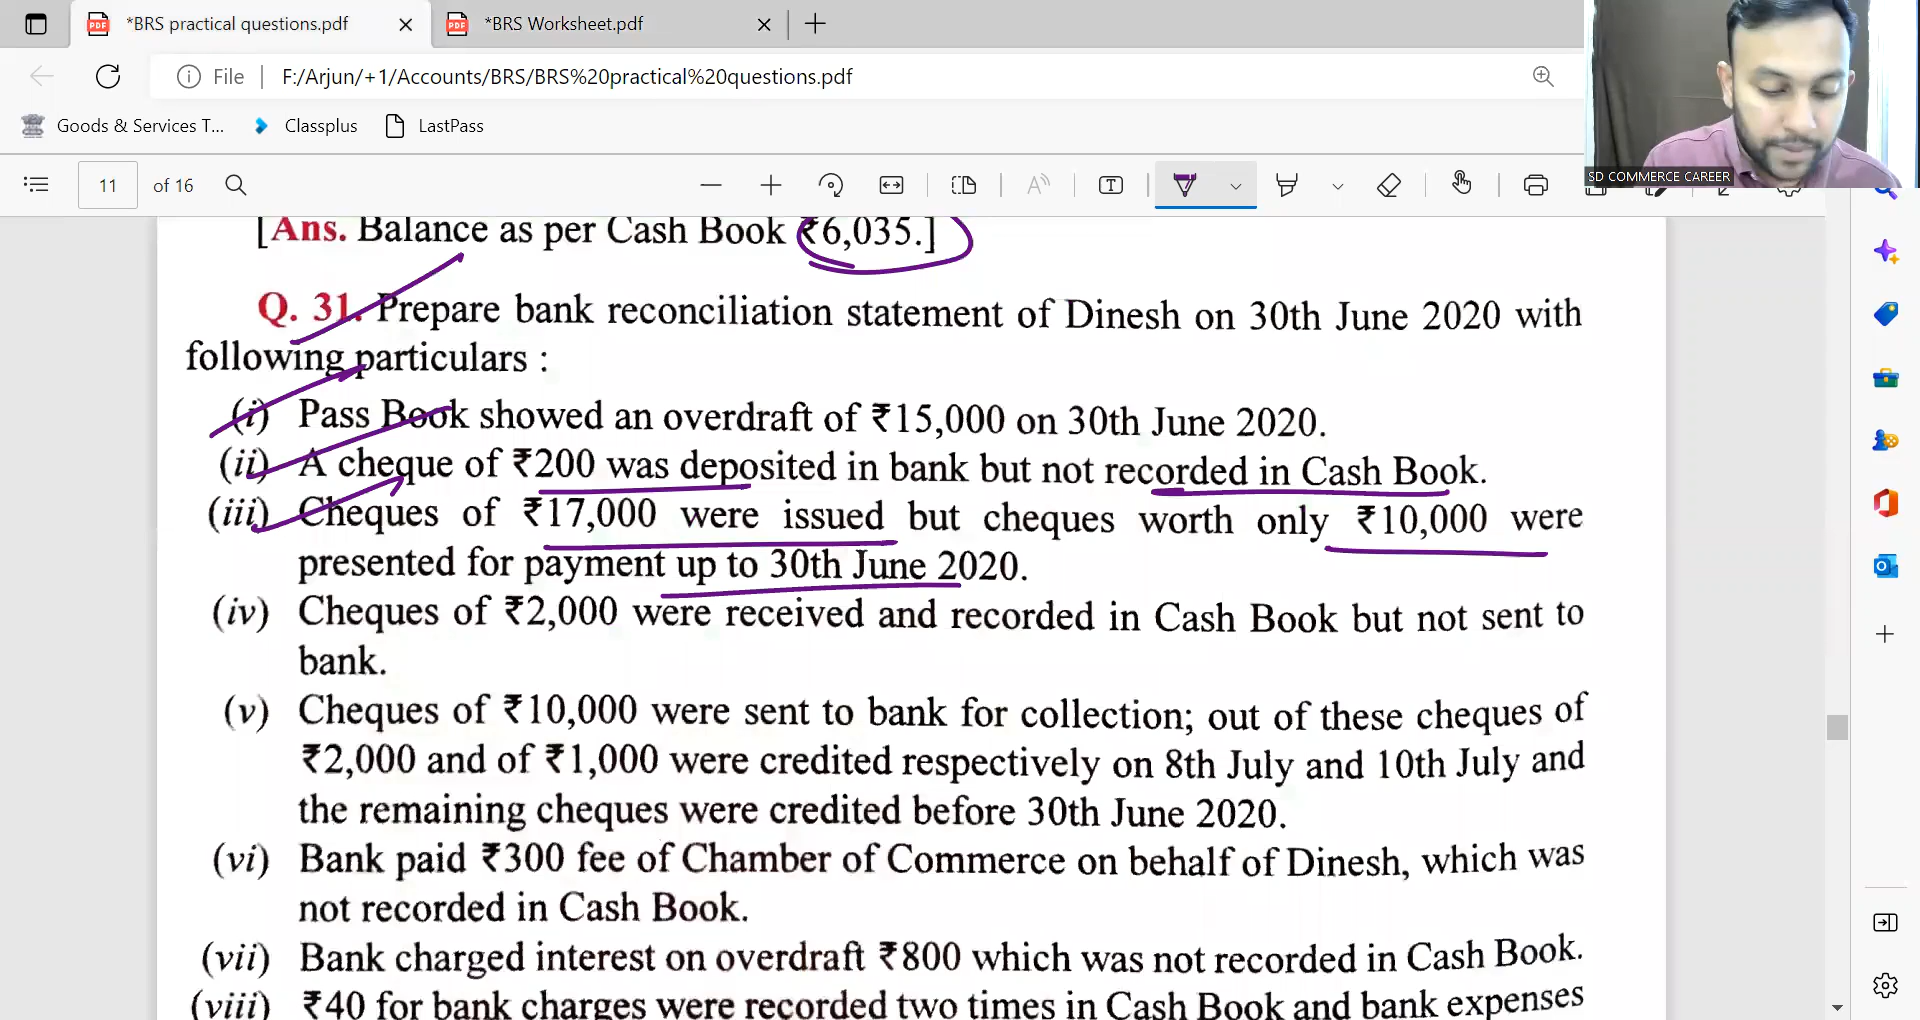 *BRS practical questions.pdf
*BRS Worksheet.pdf
File
F:/Arjun/+1/Accounts/BRS/BRS%20practical%20questions.pdf
Goods & Services T...
Classplus
LastPass
11
of 16
SD COMMERCE CAREER
[Ans. Balance as per Cash Book ₹6,035.]
Q. 31. Prepare bank reconciliation statement of Dinesh on 30th June 2020 with
following particulars :
(i) Pass Book showed an overdraft of ₹15,000 on 30th June 2020.
(ii) A cheque of ₹200 was deposited in bank but not recorded in Cash Book.
(iii) Cheques of ₹17,000 were issued but cheques worth only ₹10,000 were
presented for payment up to 30th June 2020.
(iv) Cheques of ₹2,000 were received and recorded in Cash Book but not sent to
bank.
(v) Cheques of ₹10,000 were sent to bank for collection; out of these cheques of
₹2,000 and of ₹1,000 were credited respectively on 8th July and 10th July and
the remaining cheques were credited before 30th June 2020.
(vi) Bank paid ₹300 fee of Chamber of Commerce on behalf of Dinesh, which was
not recorded in Cash Book.
(vii) Bank charged interest on overdraft ₹800 which was not recorded in Cash Book.
(viii) ₹40 for bank charges were recorded two times in Cash Book and bank expenses